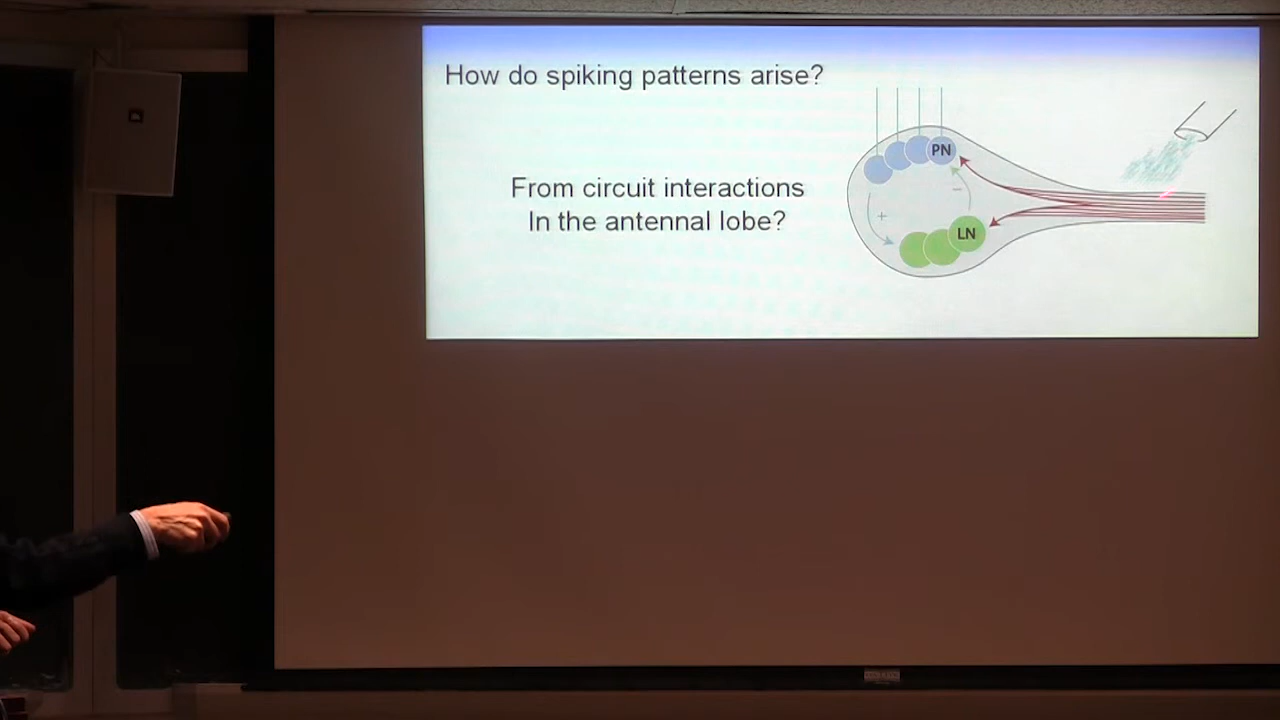 How do spiking patterns arise?
PN
From circuit interactions
In the antennal lobe?
−
+
LN